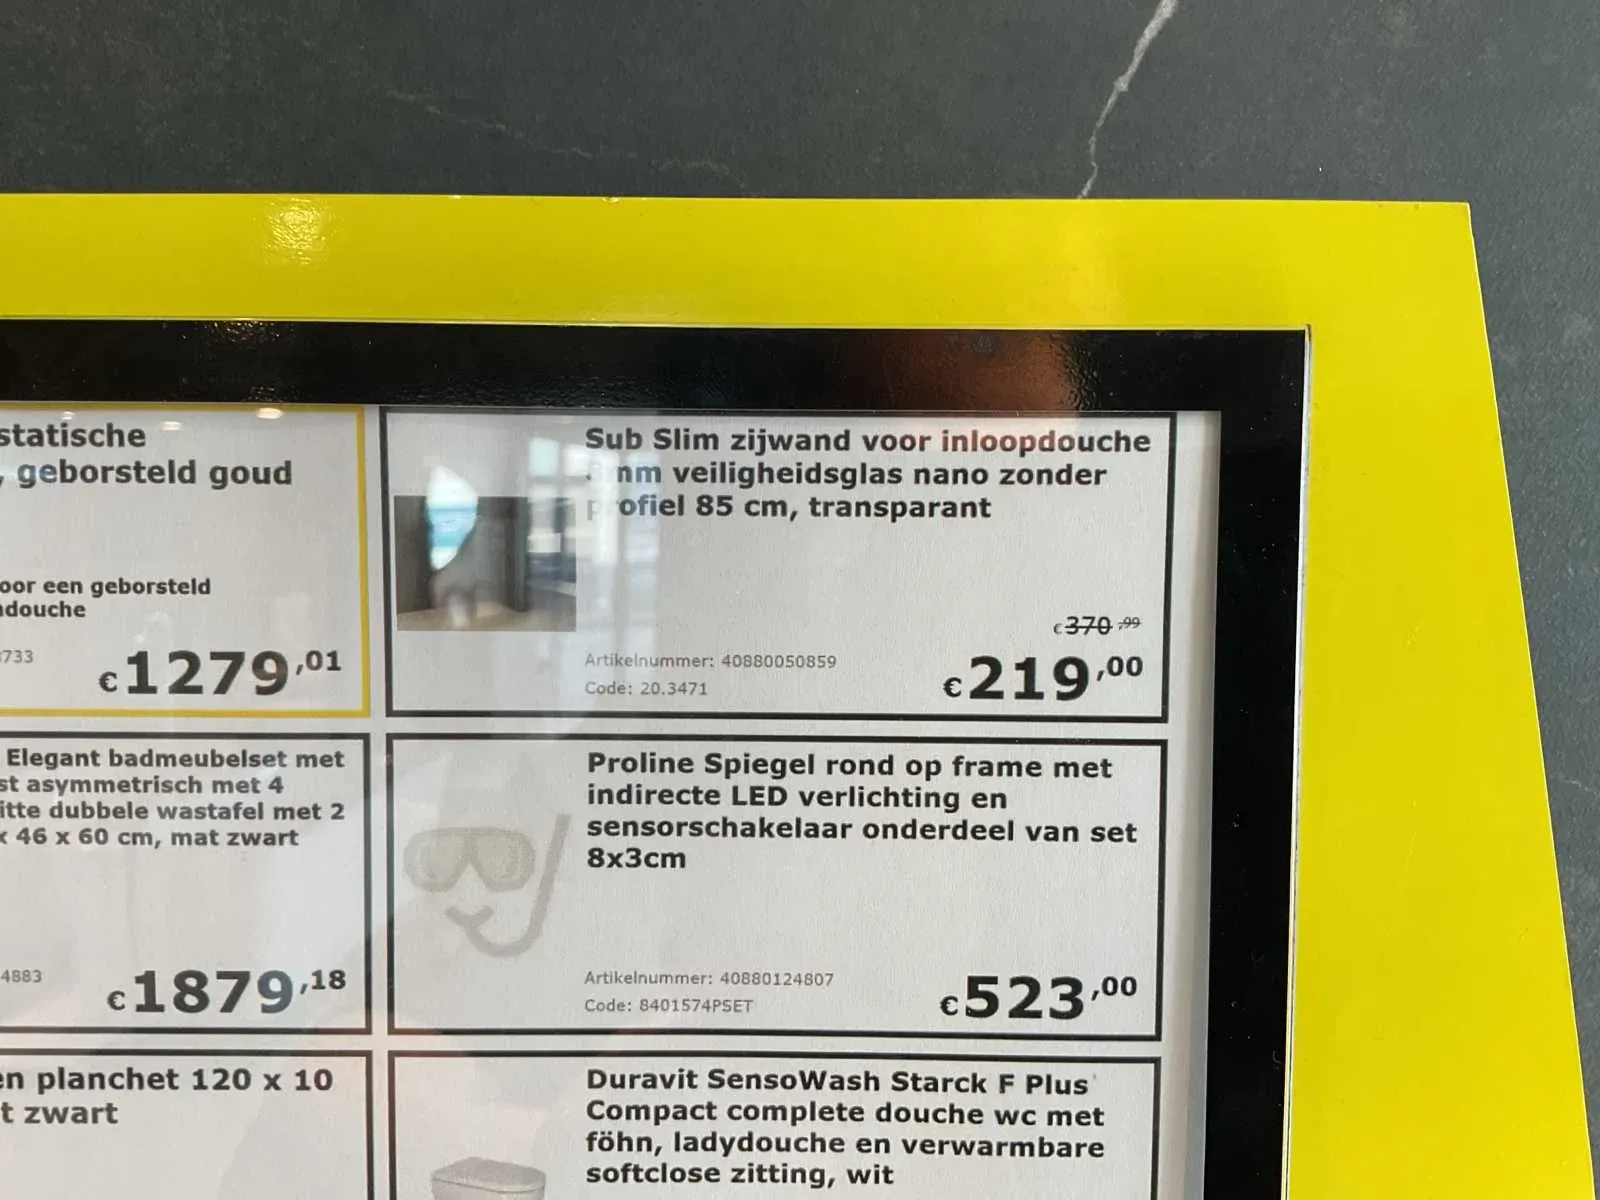 statische
, geborsteld goud
oor een geborsteld
douche
733
€1279,01
Sub Slim zijwand voor inloopdouche
mm veiligheidsglas nano zonder
profiel 85 cm, transparant
€370,99
Artikelnummer: 40880050859
Code: 20.3471
€219,00
Elegant badmeubelset met
st asymmetrisch met 4
itte dubbele wastafel met 2
x 46 x 60 cm, mat zwart
4883
€1879,18
Proline Spiegel rond op frame met
indirecte LED verlichting en
sensorschakelaar onderdeel van set
8x3cm
Artikelnummer: 40880124807
Code: 8401574PSET
€523,00
en planchet 120 x 10
t zwart
Duravit SensoWash Starck F Plus
Compact complete douche wc met
föhn, ladydouche en verwarmbare
softclose zitting, wit